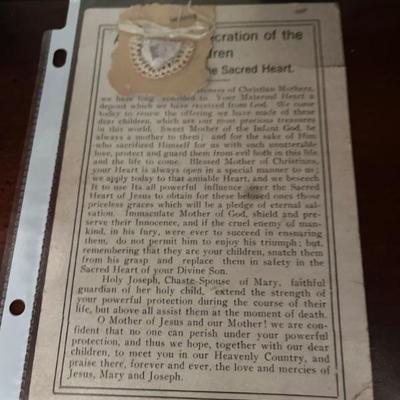 A ecration of the
ren
the Sacred Heart.
of Christian Mothers,
we have long confided to Your Maternal Heart a
deposit which we have received from God. We come
today to renew the offering we have made of these
dear children, which are our most precious treasures
in this world. Sweet Mother of the Infant God, be
always a mother to them; and for the sake of Him
who sacrificed Himself for us with such unutterable
love, protect and guard them from evil both in this life
and the life to come. Blessed Mother of Christians,
your Heart is always open in a special manner to us;
we apply today to that amiable Heart, and we beseech
It to use Its all powerful influence over the Sacred
Heart of Jesus to obtain for these beloved ones those
priceless graces which will be a pledge of eternal sal-
vation. Immaculate Mother of God, shield and pre-
serve their Innocence, and if the cruel enemy of man-
kind, in his fury, were ever to succeed in ensnaring
them, do not permit him to enjoy his triumph; but,
remembering that they are your children, snatch them
from his grasp and replace them in safety in the
Sacred Heart of your Divine Son.
Holy Joseph, Chaste Spouse of Mary, faithful
guardian of her holy child, extend the strength of
your powerful protection during the course of their
life, but above all assist them at the moment of death.
O Mother of Jesus and our Mother! we are con-
fident that no one can perish under your powerful
protection, and thus we hope, together with our dear
children, to meet you in our Heavenly Country, and
praise there, forever and ever, the love and mercies of
Jesus, Mary and Joseph.